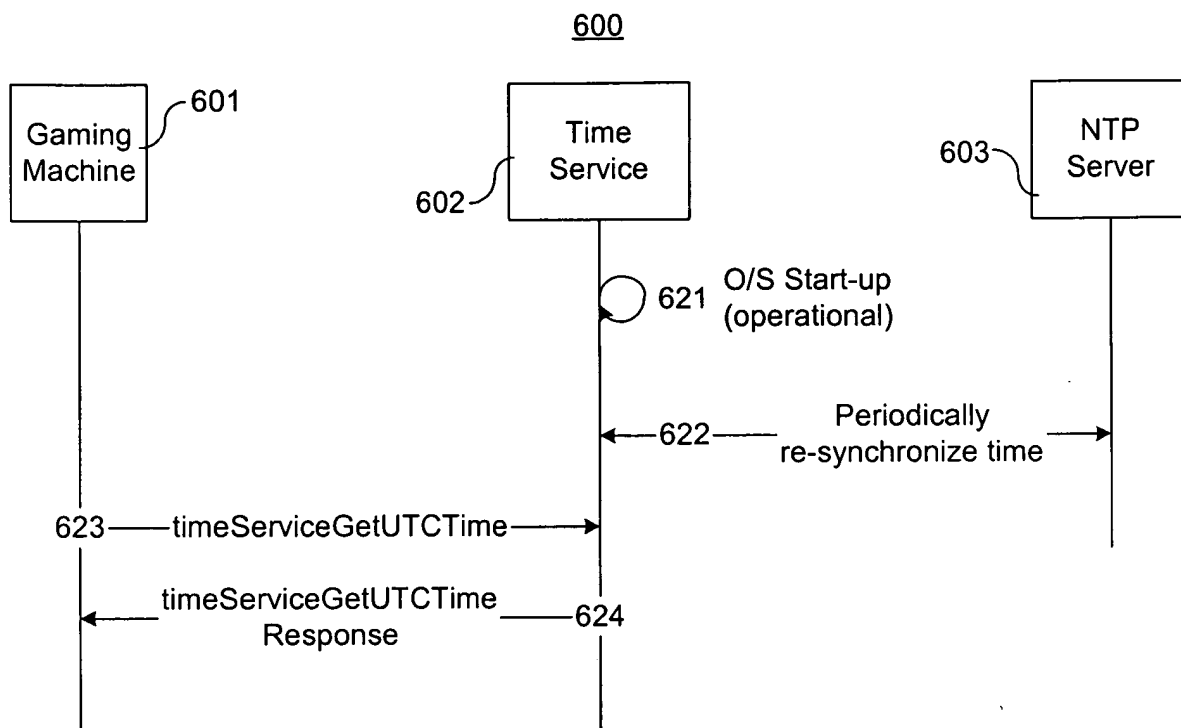 600
Gaming
Machine
601
Time
Service
602
NTP
Server
603
621
O/S Start-up
(operational)
622
Periodically
re-synchronize time
623
timeServiceGetUTCTime
timeServiceGetUTCTime
Response
624